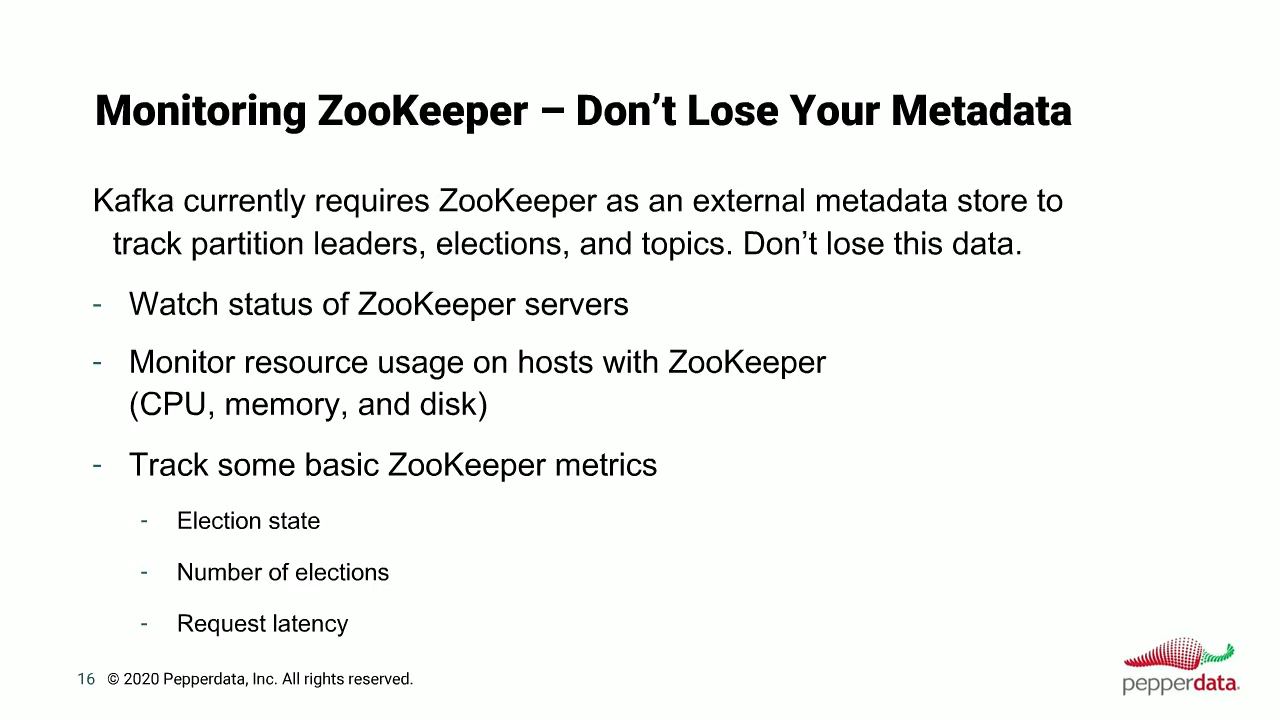 Monitoring ZooKeeper – Don’t Lose Your Metadata
Kafka currently requires ZooKeeper as an external metadata store to
track partition leaders, elections, and topics. Don’t lose this data.
- Watch status of ZooKeeper servers
- Monitor resource usage on hosts with ZooKeeper
(CPU, memory, and disk)
- Track some basic ZooKeeper metrics
- Election state
- Number of elections
- Request latency
16 © 2020 Pepperdata, Inc. All rights reserved.
pepperdata.